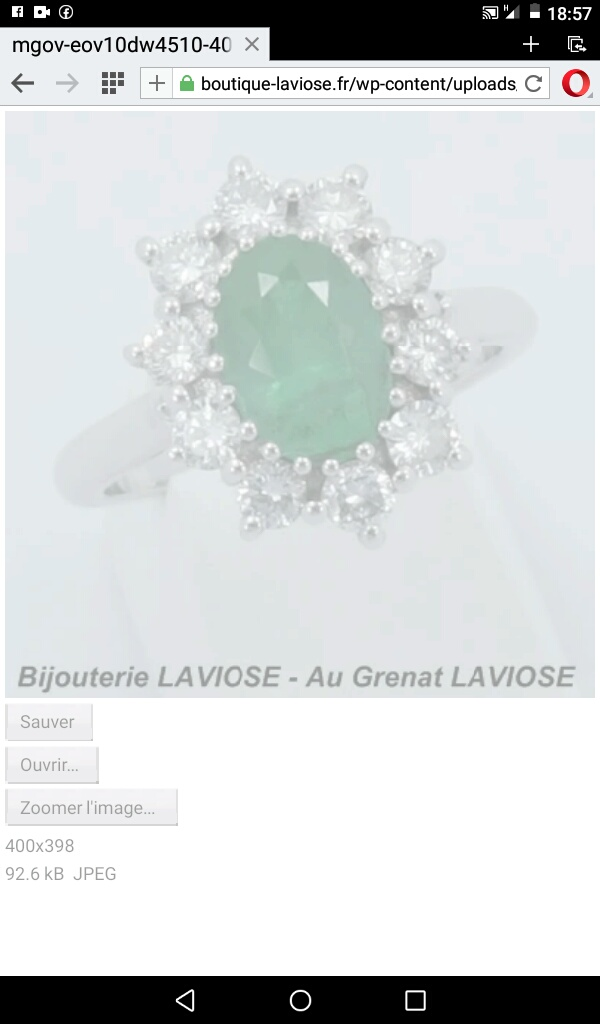 18:57
mgov-eov10dw4510-40
boutique-laviose.fr/wp-content/uploads
Bijouterie LAVIOSE - Au Grenat LAVIOSE
Sauver
Ouvrir...
Zoomer l'image...
400x398
92.6 kB JPEG